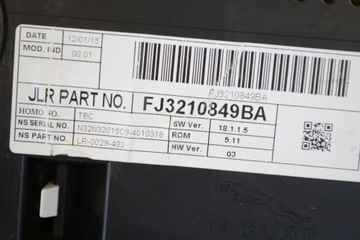 DATE 12/01/15
MOD. IND 00.01
FJ3210849BA
JLR PART NO. FJ3210849BA
HOMO NO. TBC
NS SERIAL NO. N32N32015C9-4010318
NS PART NO. LR-0029-402
SW Ver. 18.1.1.5
ROM 5.11
HW Ver. 03
JAGUAR